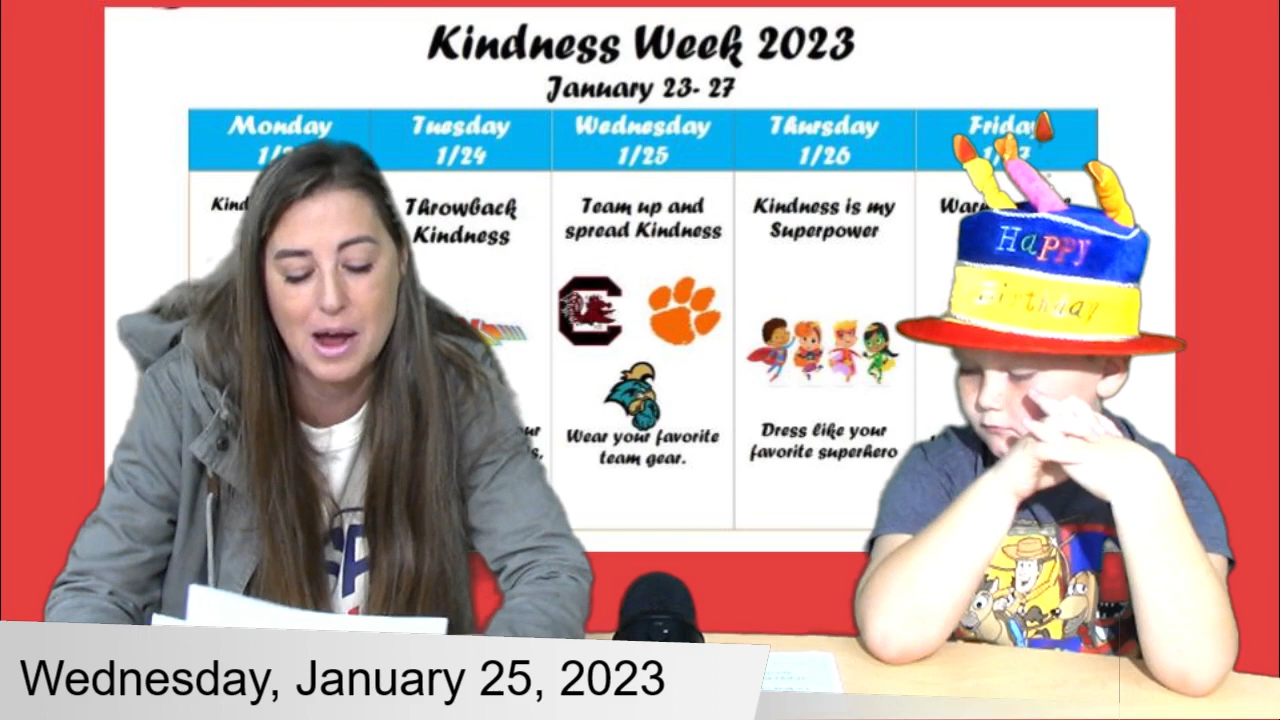 Kindness Week 2023
January 23- 27
Monday
Tuesday
1/24
Wednesday
1/25
Thursday
1/26
Friday
Throwback
Kindness
Team up and
spread Kindness
Kindness is my
Superpower
Wear your favorite
team gear.
Dress like your
favorite superhero
Happy
Birthday
Wednesday, January 25, 2023